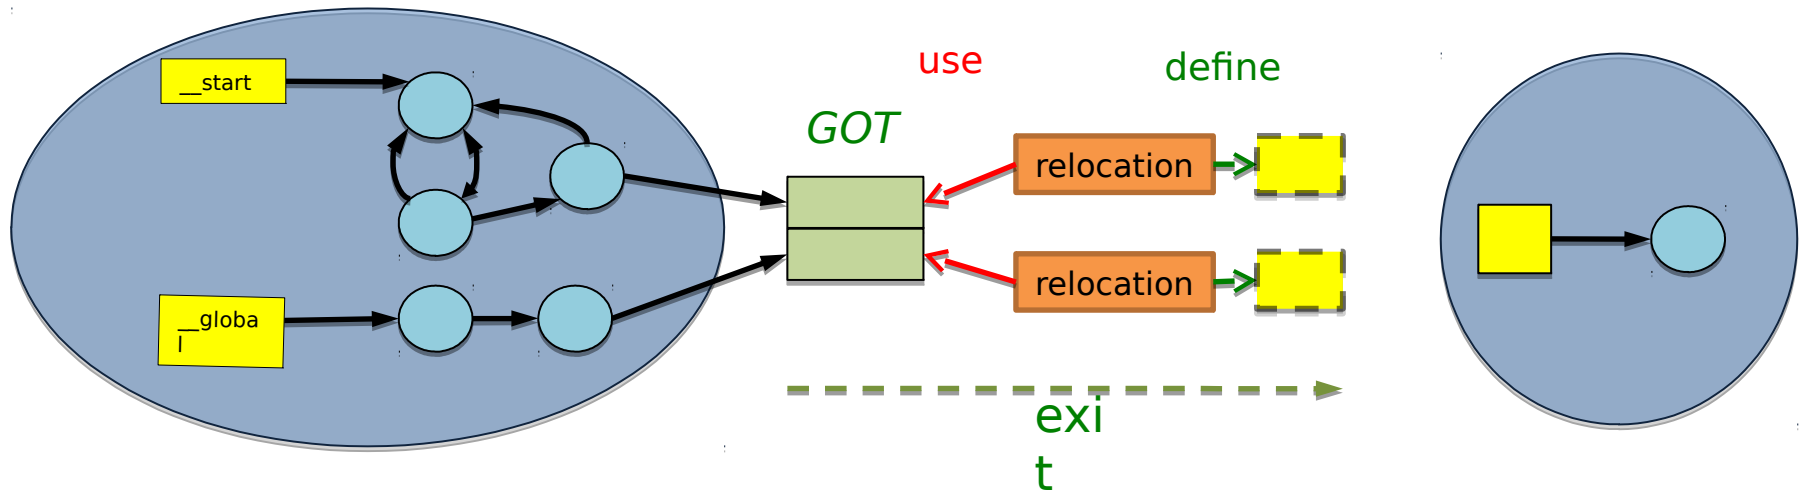 use
define
__start
GOT
relocation
relocation
__globa
l
exi
t